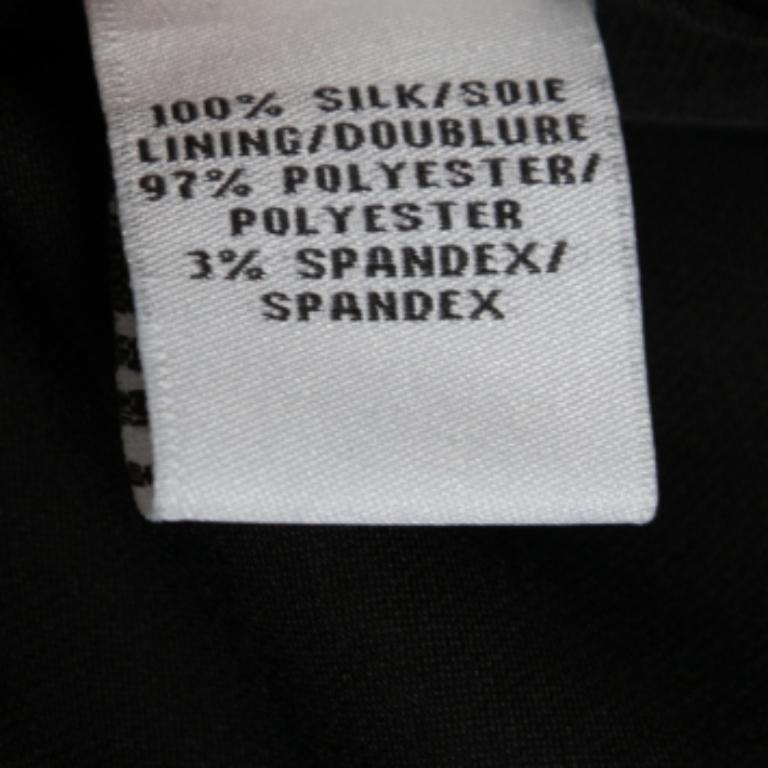 100% SILK/SOIE
LINING/DOUBLURE
97% POLYESTER/
POLYESTER
3% SPANDEX/
SPANDEX